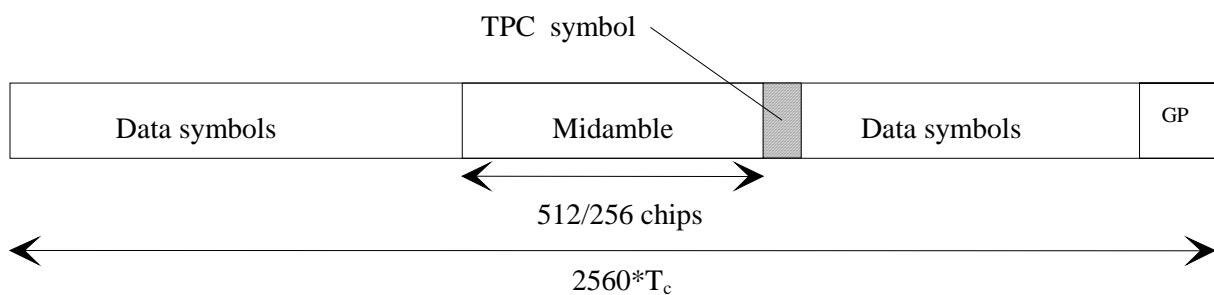 TPC symbol
Data symbols
Midamble
Data symbols
GP
512/256 chips
2560*Tc